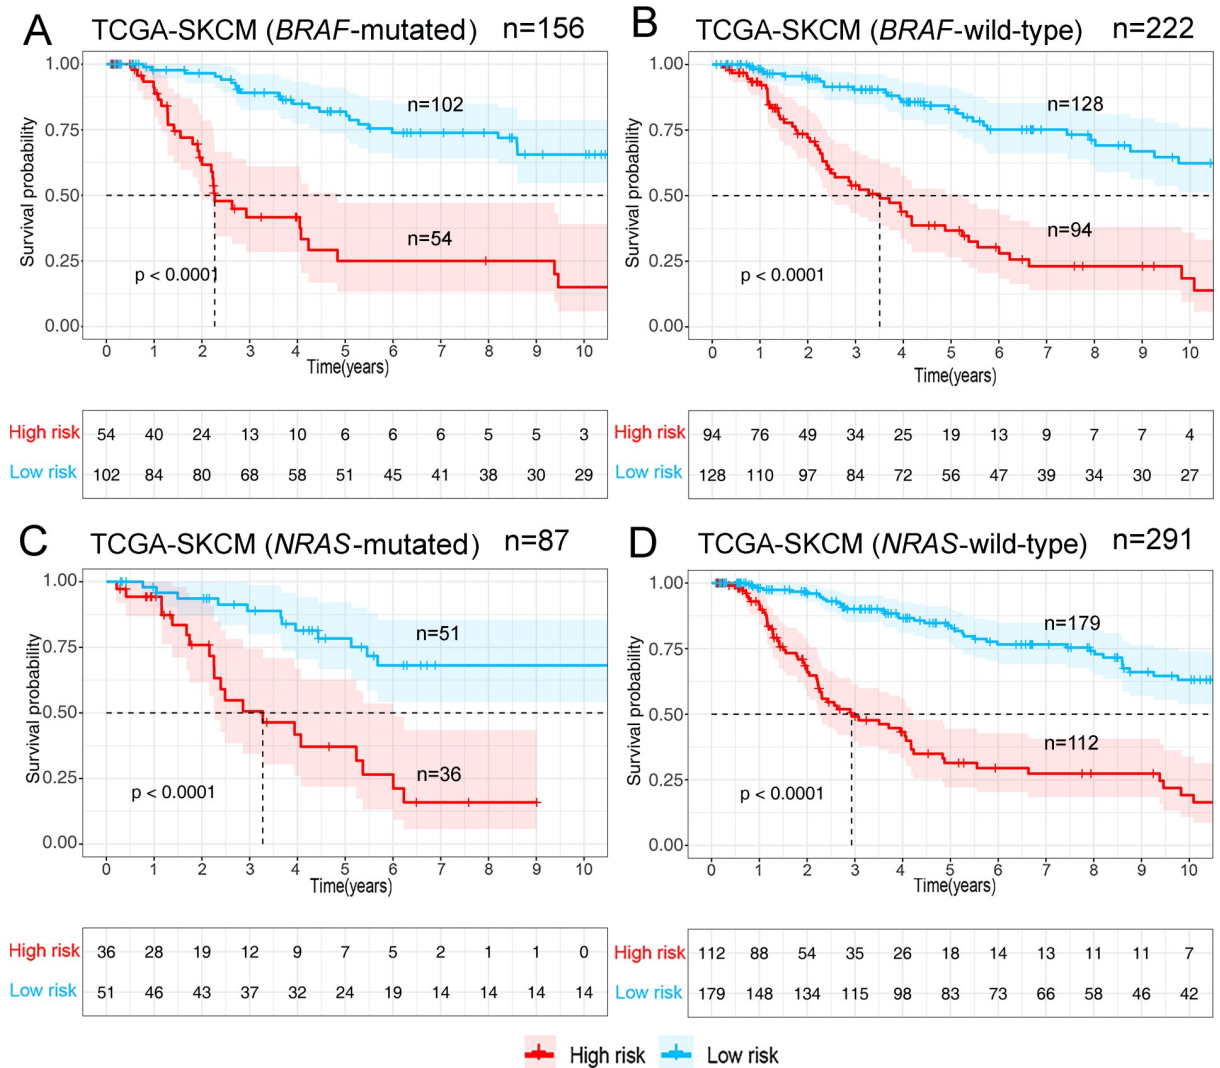 A TCGA-SKCM (BRAF-mutated) n=156
Survival probability
1.00
0.75
0.50
0.25
0.00
n=102
n=54
p < 0.0001
0 1 2 3 4 5 6 7 8 9 10
Time(years)
High risk 54 40 24 13 10 6 6 6 5 5 3
Low risk 102 84 80 68 58 51 45 41 38 30 29
B TCGA-SKCM (BRAF-wild-type) n=222
Survival probability
1.00
0.75
0.50
0.25
0.00
n=128
n=94
p < 0.0001
0 1 2 3 4 5 6 7 8 9 10
Time(years)
High risk 94 76 49 34 25 19 13 9 7 7 4
Low risk 128 110 97 84 72 56 47 39 34 30 27
C TCGA-SKCM (NRAS-mutated) n=87
Survival probability
1.00
0.75
0.50
0.25
0.00
n=51
n=36
p < 0.0001
0 1 2 3 4 5 6 7 8 9 10
Time(years)
High risk 36 28 19 12 9 7 5 2 1 1 0
Low risk 51 46 43 37 32 24 19 14 14 14 14
D TCGA-SKCM (NRAS-wild-type) n=291
Survival probability
1.00
0.75
0.50
0.25
0.00
n=179
n=112
p < 0.0001
0 1 2 3 4 5 6 7 8 9 10
Time(years)
High risk 112 88 54 35 26 18 14 13 11 11 7
Low risk 179 148 134 115 98 83 73 66 58 46 42
High risk Low risk